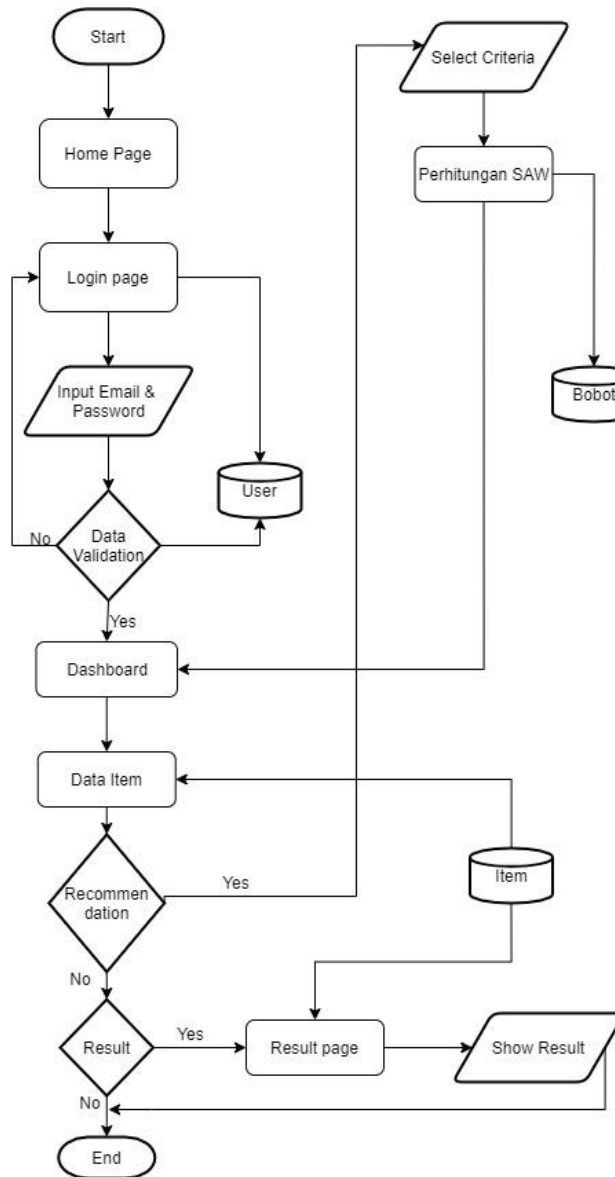 Start
Home Page
Login page
Input Email &
Password
Data
Validation
No
Yes
User
Dashboard
Data Item
Recommen
dation
Yes
No
Result
Yes
No
End
Select Criteria
Perhitungan SAW
Bobot
Item
Result page
Show Result